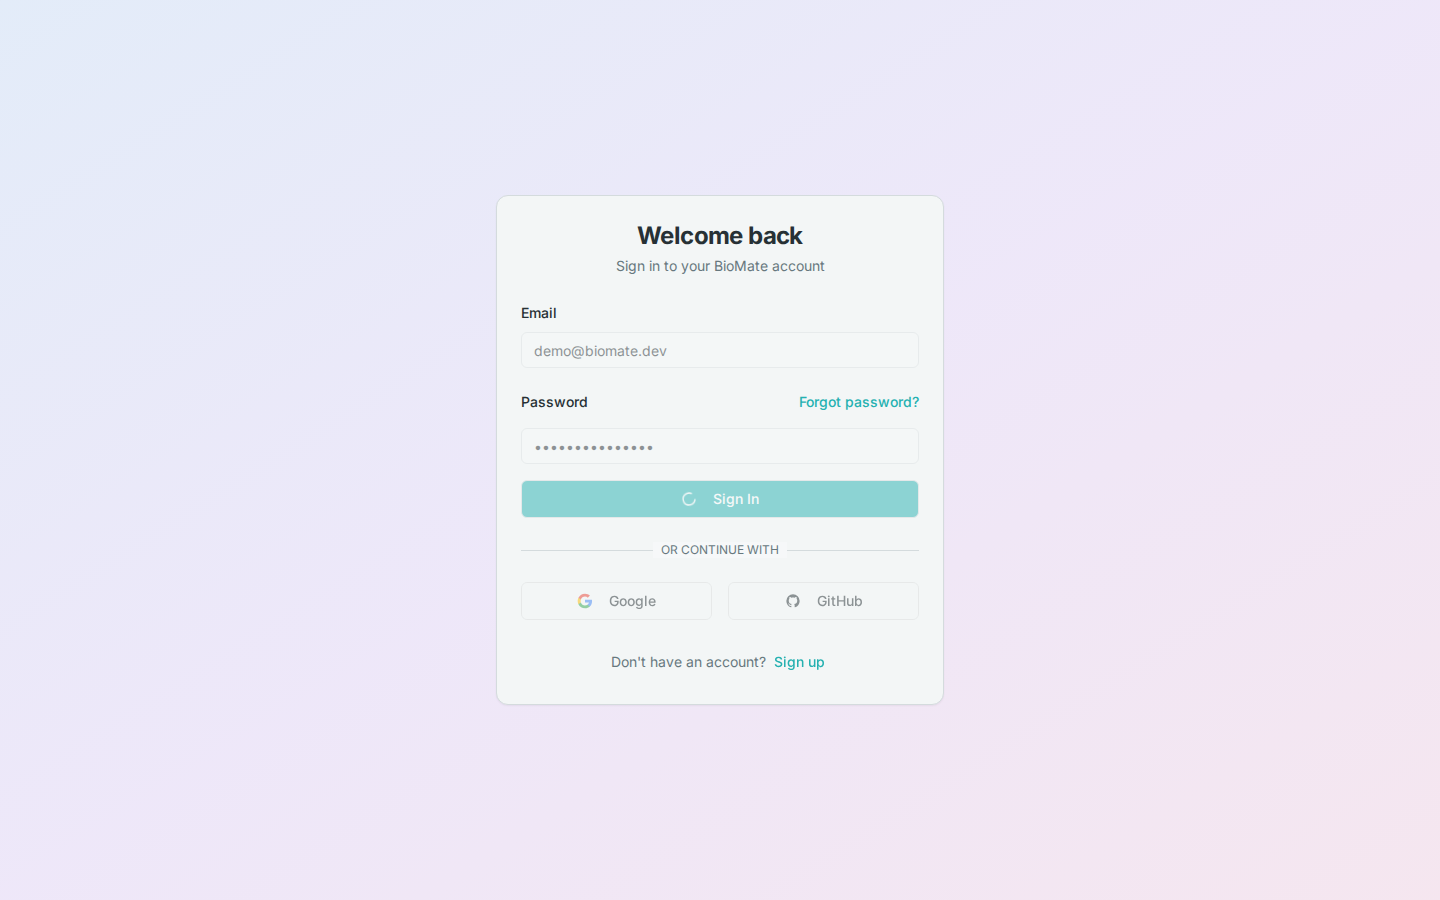 Welcome back
Sign in to your BioMate account
Email
demo@biomate.dev
Password Forgot password?
•••••••••••••••
Sign In
OR CONTINUE WITH
Google GitHub
Don't have an account? Sign up